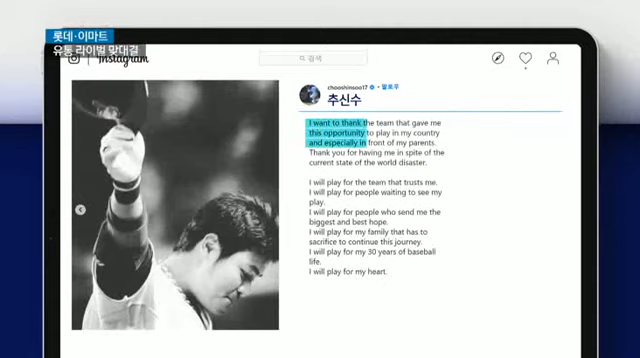 롯데·이마트
유통 라이벌 맞대결
Instagram
검색
chooshinsoo17 • 팔로우
추신수
I want to thank the team that gave me
this opportunity to play in my country
and especially in front of my parents.
Thank you for having me in spite of the
current state of the world disaster.
I will play for the team that trusts me.
I will play for people waiting to see my
play.
I will play for people who send me the
biggest and best hope.
I will play for my family that has to
sacrifice to continue this journey.
I will play for my 30 years of baseball
life.
I will play for my heart.